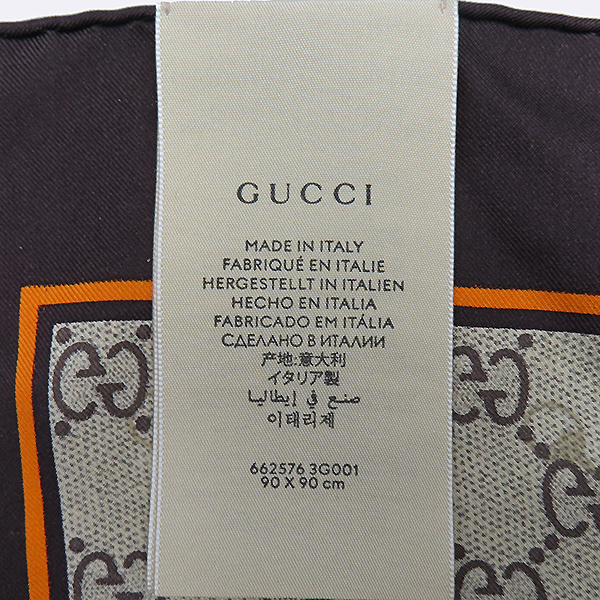 GUCCI
MADE IN ITALY
FABRIQUÉ EN ITALIE
HERGESTELLT IN ITALIEN
HECHO EN ITALIA
FABRICADO EM ITÁLIA
СДЕЛАНО В ИТАЛИИ
产地:意大利
イタリア製
صنع في إيطاليا
이태리제
662576 3G001
90 X 90 cm